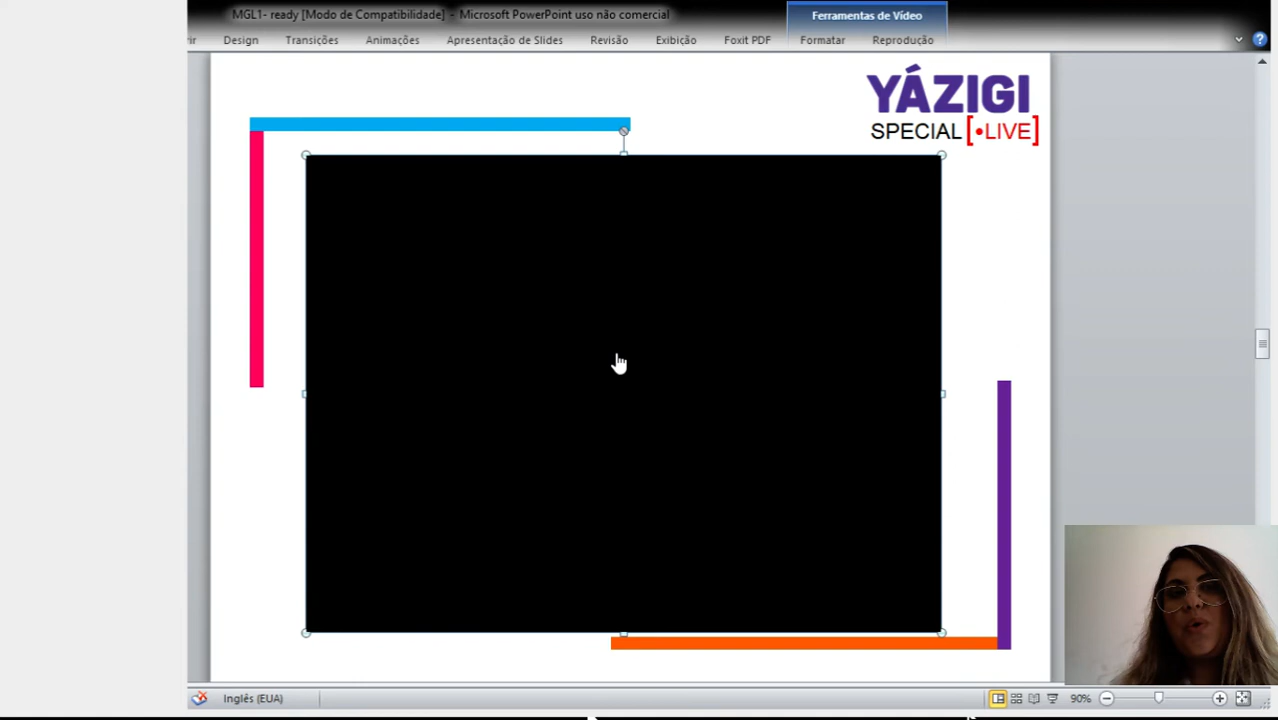 MGL1- ready [Modo de Compatibilidade] - Microsoft PowerPoint uso não comercial
Ferramentas de Vídeo
Design Transições Animações Apresentação de Slides Revisão Exibição Foxit PDF Formatar Reprodução
YÁZIGI
SPECIAL [•LIVE]
Inglês (EUA)
90%